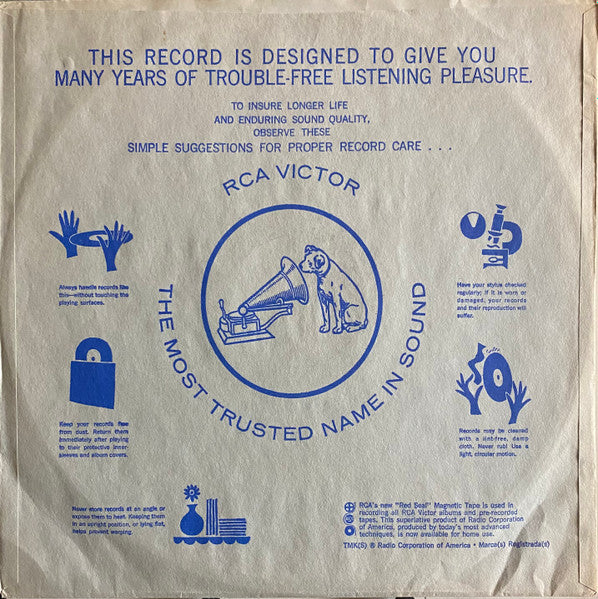 THIS RECORD IS DESIGNED TO GIVE YOU
MANY YEARS OF TROUBLE-FREE LISTENING PLEASURE.
TO INSURE LONGER LIFE
AND ENDURING SOUND QUALITY,
OBSERVE THESE
SIMPLE SUGGESTIONS FOR PROPER RECORD CARE . . .
RCA VICTOR
THE MOST TRUSTED NAME IN SOUND
Always handle records like
this—without touching the
playing surfaces.
Have your stylus checked
regularly; if it is worn or
damaged, your records
and their reproduction will
suffer.
Keep your records free
from dust. Return them
immediately after playing
to their protective inner-
sleeves and album covers.
Records may be cleaned
with a lint-free, damp
cloth. Never rub! Use a
light, circular motion.
Never store records at an angle or
expose them to heat. Keeping them
in an upright position, or lying flat,
helps prevent warping.
RCA's new "Red Seal" Magnetic Tape is used in
recording all RCA Victor albums and pre-recorded
tapes. This superlative product of Radio Corporation
of America, produced by today's most advanced
techniques, is now available for home use.
TMK(S) ® Radio Corporation of America • Marca(s) Registrada(s)